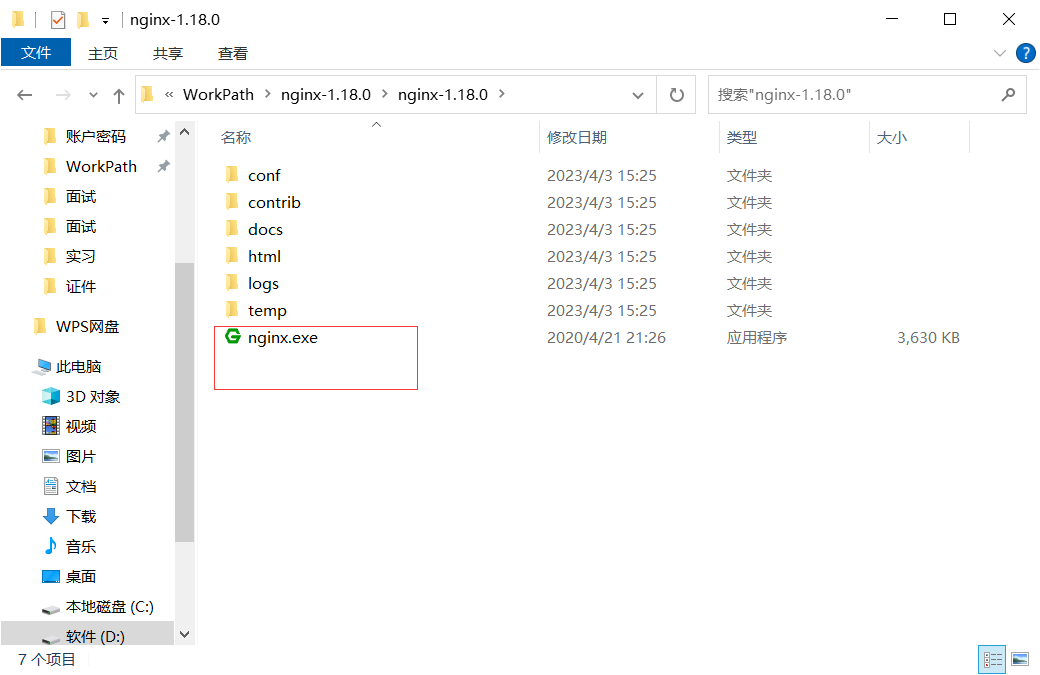 nginx-1.18.0
文件 主页 共享 查看
« WorkPath > nginx-1.18.0 > nginx-1.18.0 >
搜索"nginx-1.18.0"
账户密码
WorkPath
面试
面试
实习
证件
WPS网盘
此电脑
3D 对象
视频
图片
文档
下载
音乐
桌面
本地磁盘 (C:)
软件 (D:)
名称 修改日期 类型 大小
conf 2023/4/3 15:25 文件夹
contrib 2023/4/3 15:25 文件夹
docs 2023/4/3 15:25 文件夹
html 2023/4/3 15:25 文件夹
logs 2023/4/3 15:25 文件夹
temp 2023/4/3 15:25 文件夹
nginx.exe 2020/4/21 21:26 应用程序 3,630 KB
7 个项目